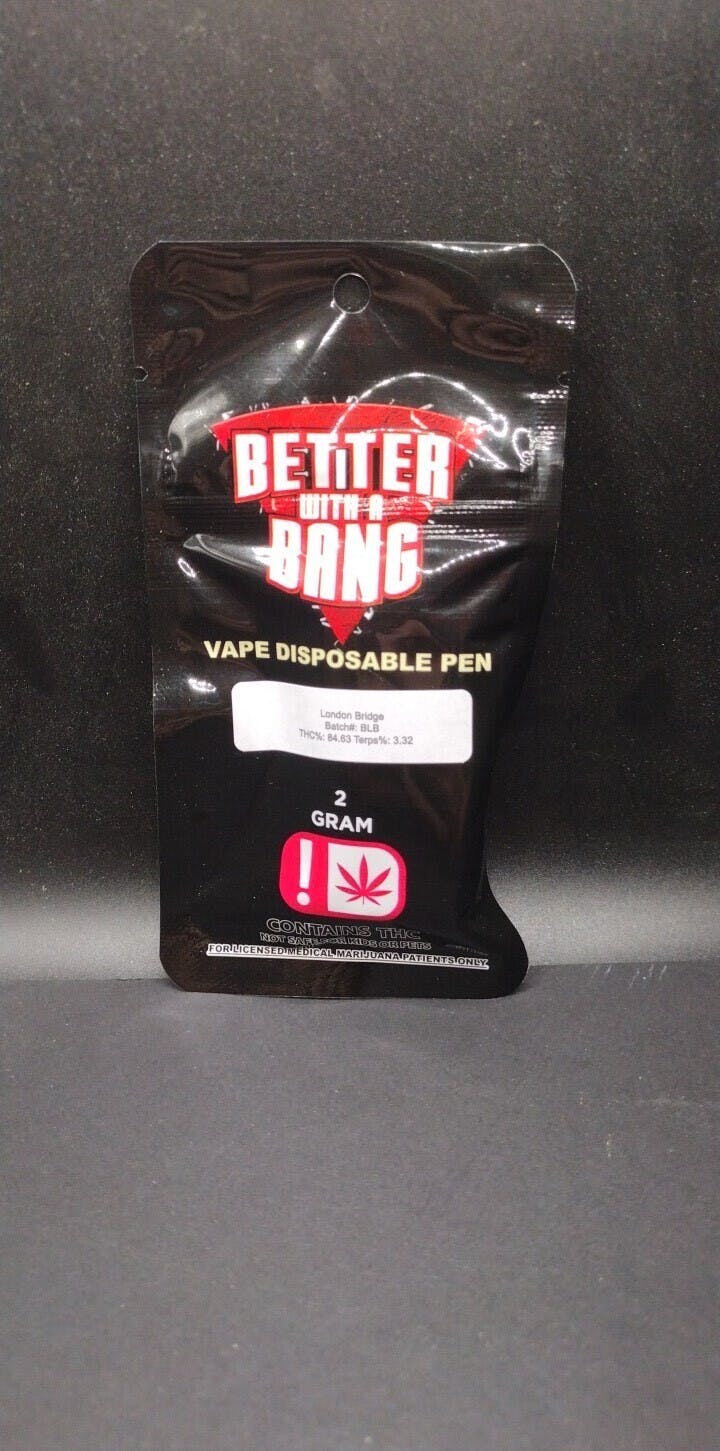 BETTER
WITH A
BANG
VAPE DISPOSABLE PEN
London Bridge
Batch#: BLB
THC%: 84.63 Terps%: 3.32
2
GRAM
!
CONTAINS THC
NOT SAFE FOR KIDS OR PETS
FOR LICENSED MEDICAL MARIJUANA PATIENTS ONLY